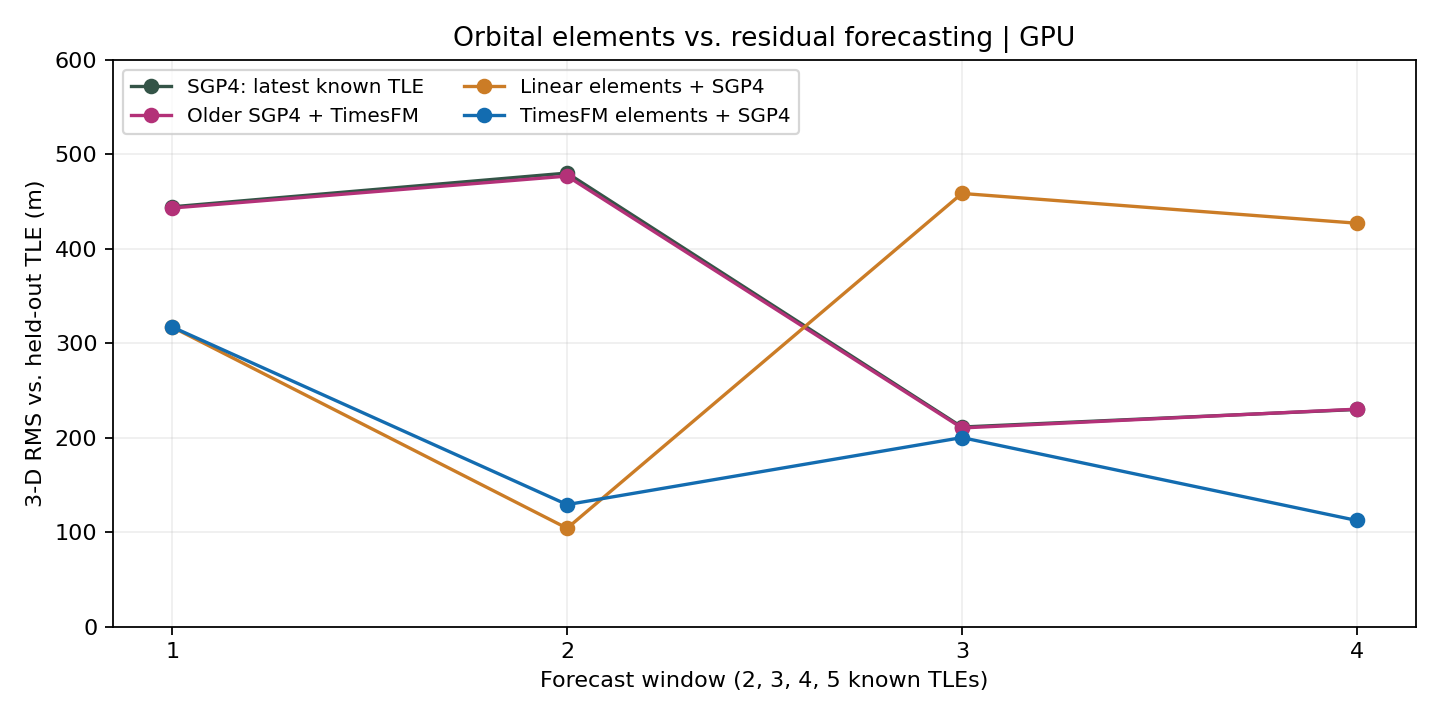 Orbital elements vs. residual forecasting | GPU
SGP4: latest known TLE
Older SGP4 + TimesFM
Linear elements + SGP4
TimesFM elements + SGP4
3-D RMS vs. held-out TLE (m)
600
500
400
300
200
100
0
1
2
3
4
Forecast window (2, 3, 4, 5 known TLEs)